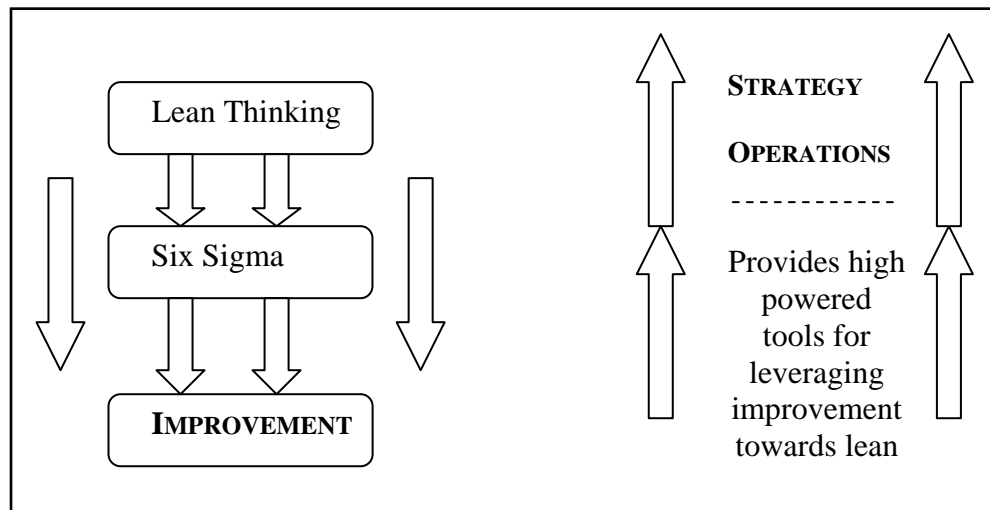 Lean Thinking
Six Sigma
IMPROVEMENT
STRATEGY
OPERATIONS
------------
Provides high
powered
tools for
leveraging
improvement
towards lean